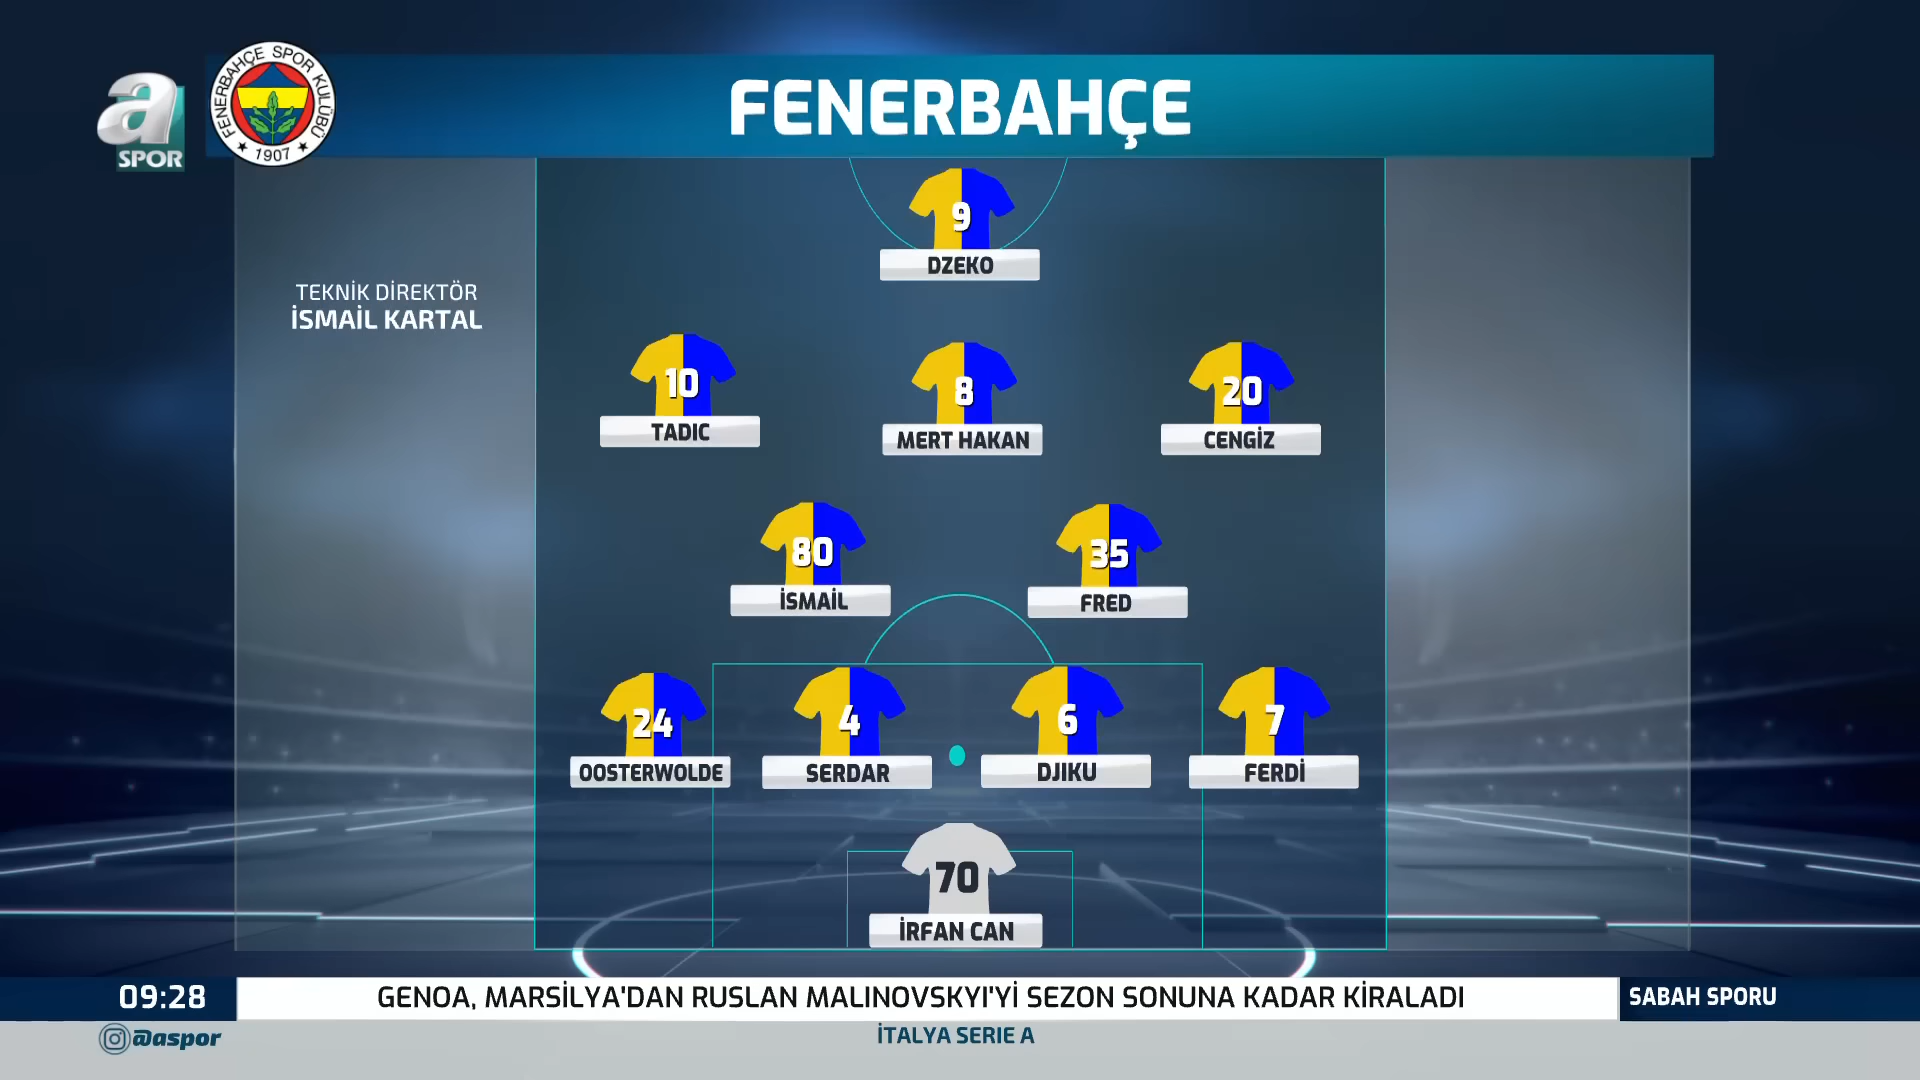 a
SPOR
FENERBAHÇE SPOR KULÜBÜ
★ 1907 ★
FENERBAHÇE
TEKNİK DİREKTÖR
İSMAİL KARTAL
9
DZEKO
10
TADIC
8
MERT HAKAN
20
CENGİZ
80
İSMAİL
35
FRED
24
OOSTERWOLDE
4
SERDAR
6
DJIKU
7
FERDİ
70
İRFAN CAN
09:28
GENOA, MARSİLYA'DAN RUSLAN MALINOVSKYI'Yİ SEZON SONUNA KADAR KİRALADI
SABAH SPORU
@aspor
İTALYA SERIE A